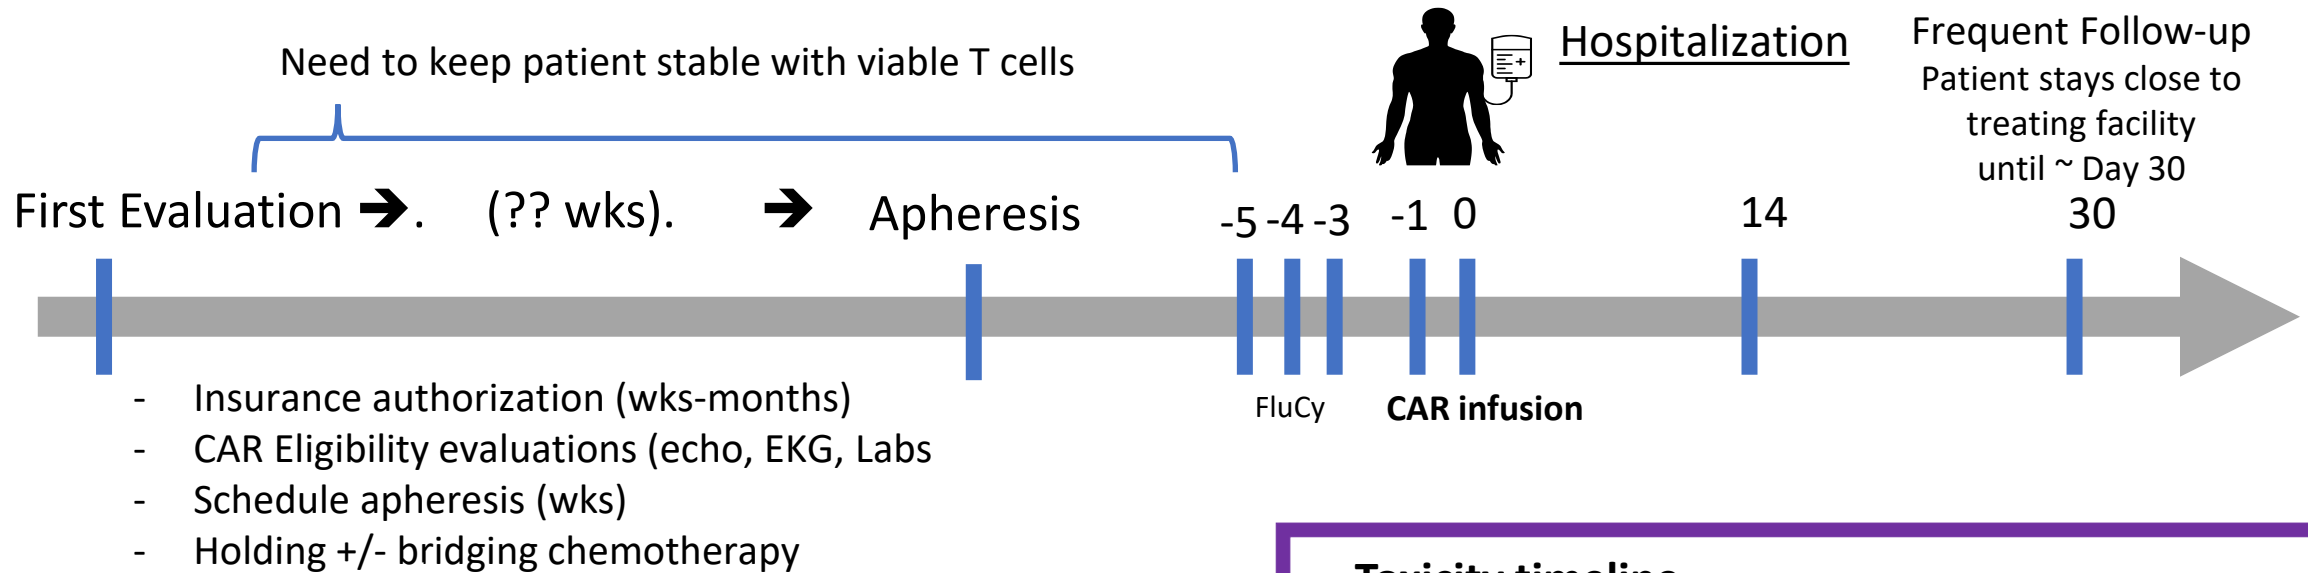 Need to keep patient stable with viable T cells
Hospitalization
Frequent Follow-up
Patient stays close to
treating facility
until ~ Day 30
First Evaluation ➔. (?? wks). ➔ Apheresis -5 -4 -3 -1 0 14 30
FluCy CAR infusion
- Insurance authorization (wks-months)
- CAR Eligibility evaluations (echo, EKG, Labs
- Schedule apheresis (wks)
- Holding +/- bridging chemotherapy
Toxicity timeline